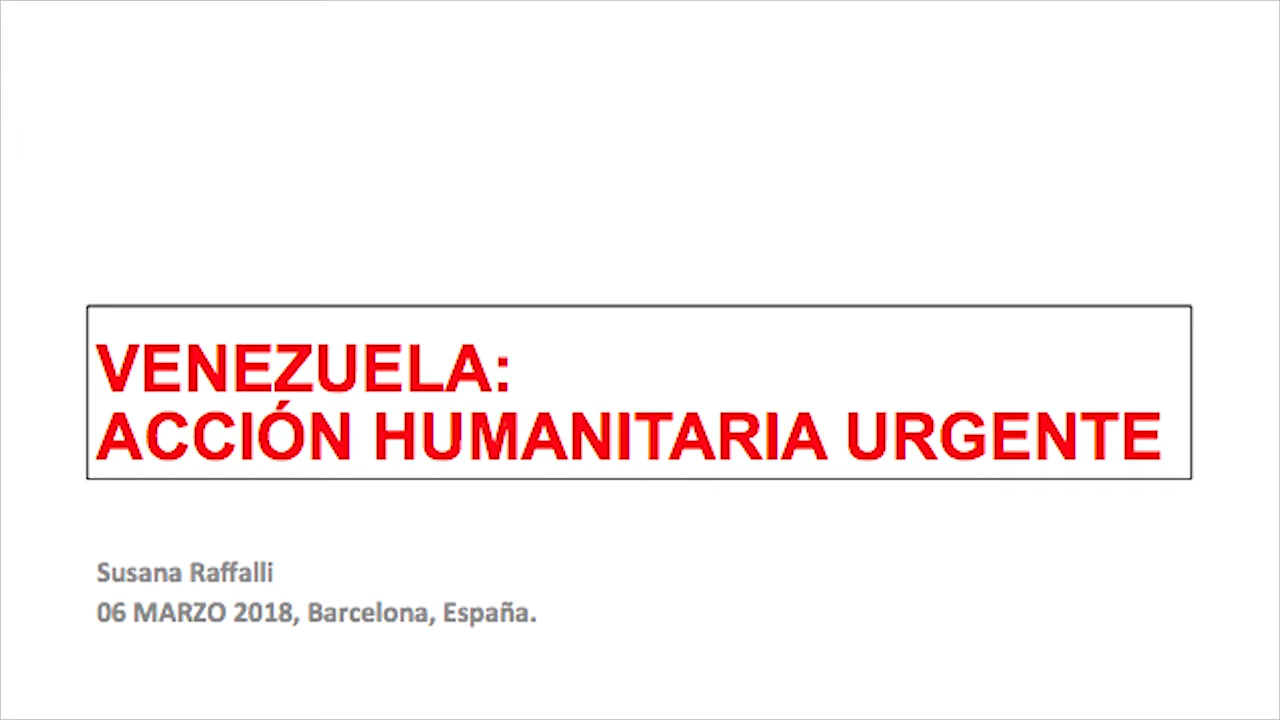 VENEZUELA:
ACCIÓN HUMANITARIA URGENTE
Susana Raffalli
06 MARZO 2018, Barcelona, España.